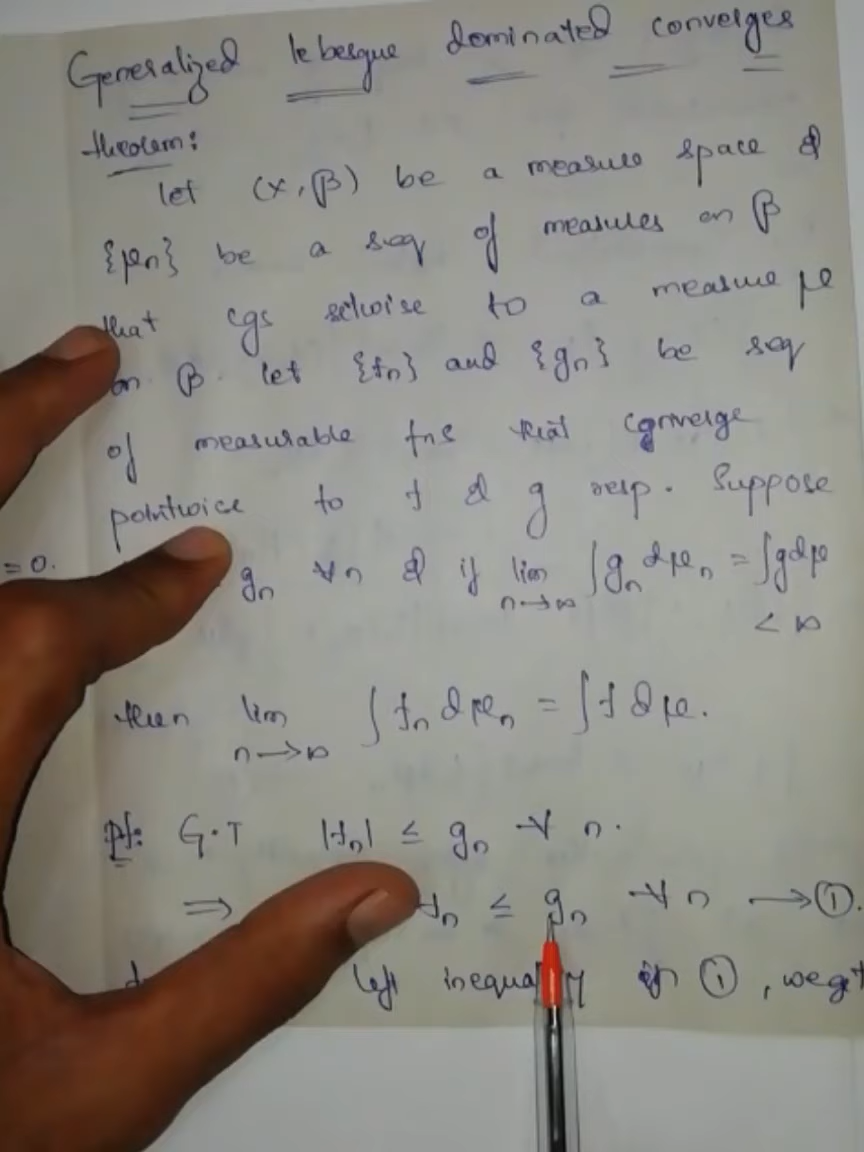 Generalized lebesgue dominated converges
theorem:
let (x, β) be a measure space &
{μn} be a seq of measures on β
that cgs setwise to a measure μ
on β. let {fn} and {gn} be seq
of measurable fns that converge
pointwise to f & g resp. Suppose
= 0.
gn ∀n & if lim n→∞ ∫gn dμn = ∫g dμ
< ∞
then lim n→∞ ∫ fn dμn = ∫ f dμ.
Pf: G.T |fn| ≤ gn ∀ n.
⇒ fn ≤ gn ∀ n → ①.
left inequality in ①, we get